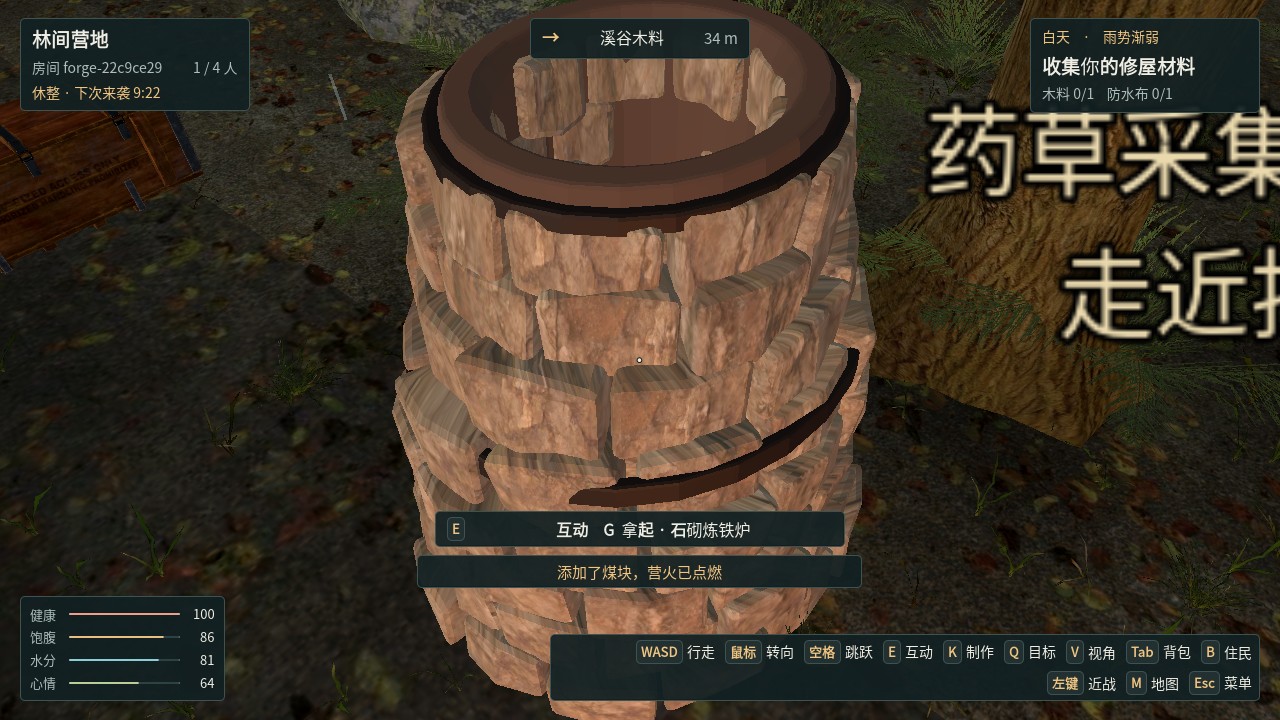 林间营地
房间 forge-22c9ce29 1 / 4 人
休整 · 下次来袭 9:22
→ 溪谷木料 34 m
白天 · 雨势渐弱
收集你的修屋材料
木料 0/1 防水布 0/1
药草采集
走近
E 互动 G 拿起 · 石砌炼铁炉
添加了煤块，营火已点燃
健康 100
饱腹 86
水分 81
心情 64
WASD 行走 鼠标 转向 空格 跳跃 E 互动 K 制作 Q 目标 V 视角 Tab 背包 B 住民
左键 近战 M 地图 Esc 菜单